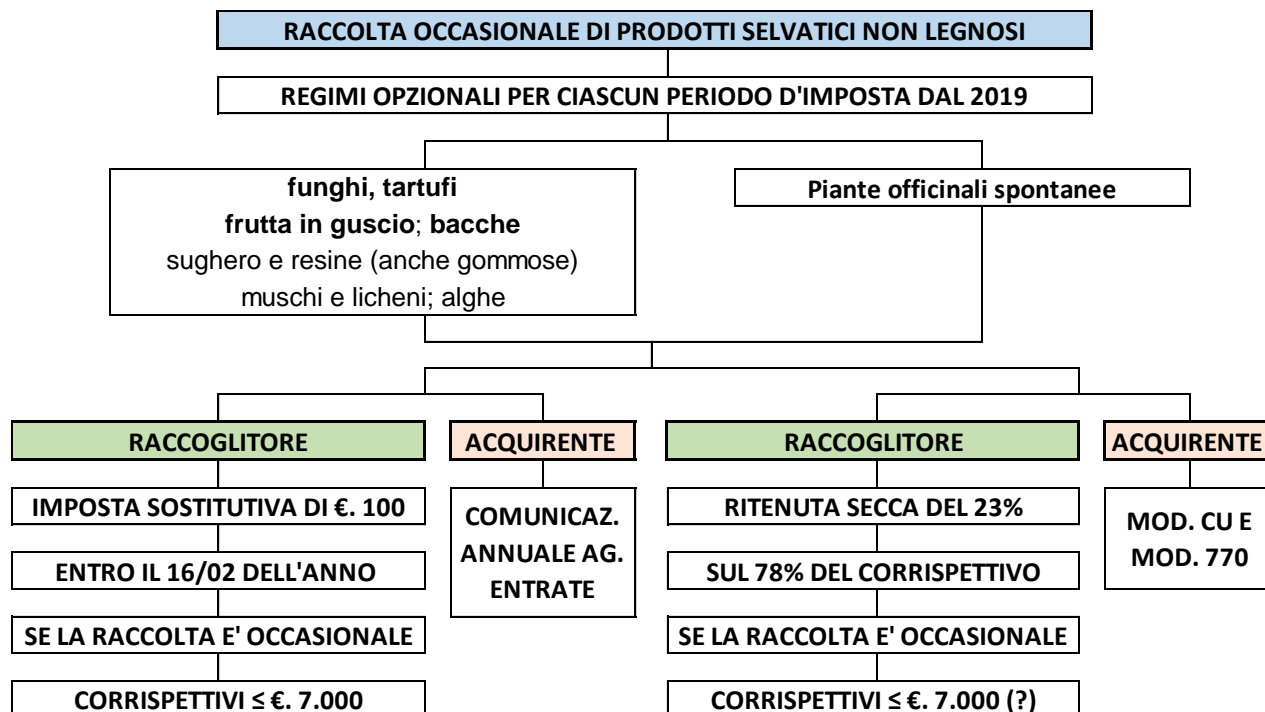 RACCOLTA OCCASIONALE DI PRODOTTI SELVATICI NON LEGNOSI
REGIMI OPZIONALI PER CIASCUN PERIODO D'IMPOSTA DAL 2019
funghi, tartufi
frutta in guscio; bacche
sughero e resine (anche gommose)
muschi e licheni; alghe
Piante officinali spontanee
RACCOGLITORE
IMPOSTA SOSTITUTIVA DI €. 100
ENTRO IL 16/02 DELL'ANNO
SE LA RACCOLTA E' OCCASIONALE
CORRISPETTIVI ≤ €. 7.000
ACQUIRENTE
COMUNICAZ.
ANNUALE AG.
ENTRATE
RACCOGLITORE
RITENUTA SECCA DEL 23%
SUL 78% DEL CORRISPETTIVO
SE LA RACCOLTA E' OCCASIONALE
CORRISPETTIVI ≤ €. 7.000 (?)
ACQUIRENTE
MOD. CU E
MOD. 770